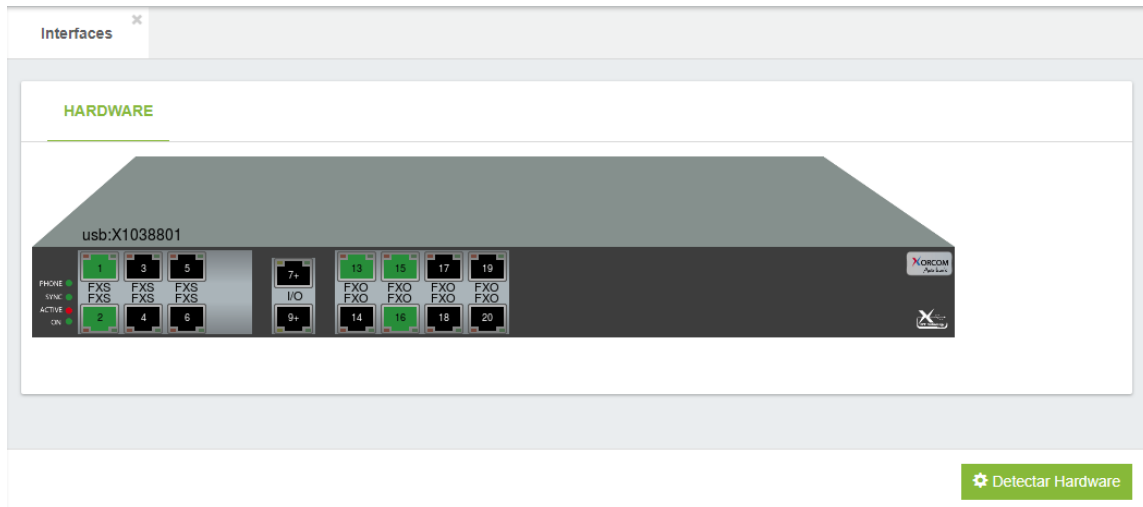 Interfaces
HARDWARE
usb:X1038801
1 3 5 7+ 13 15 17 19
PHONE
SYNC
ACTIVE
ON
FXS FXS FXS I/O FXO FXO FXO FXO
FXS FXS FXS FXO FXO FXO FXO
2 4 6 9+ 14 16 18 20
XORCOM
Detectar Hardware